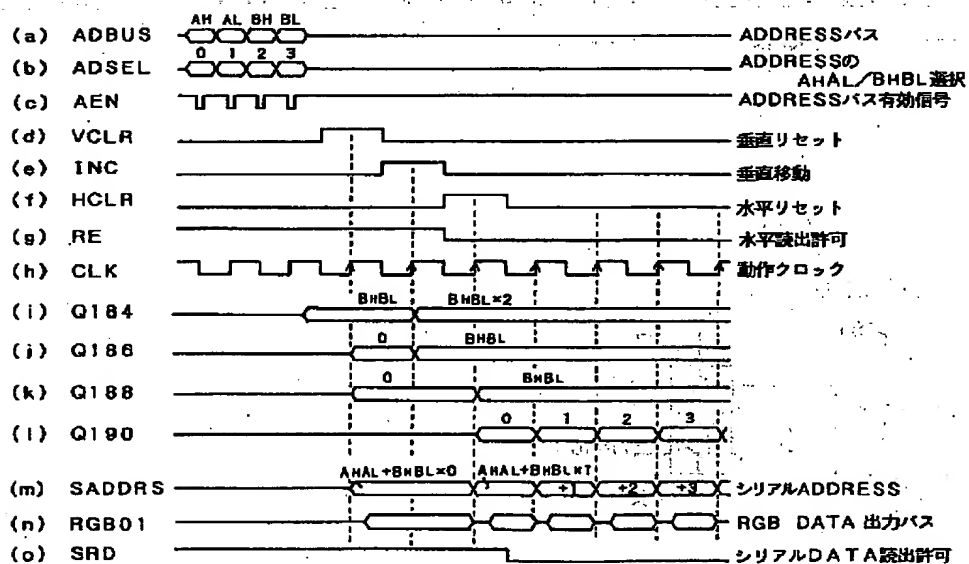 AH AL BH BL
(a) ADBUS ADDRESSバス
0 1 2 3
(b) ADSEL ADDRESSの
AHAL/BHBL選択
(c) AEN ADDRESSバス有効信号
(d) VCLR 垂直リセット
(e) INC 垂直移動
(f) HCLR 水平リセット
(g) RE 水平読出許可
(h) CLK 動作クロック
BHBL BHBL×2
(i) Q184
0 BHBL
(j) Q186
0 BHBL
(k) Q188
0 1 2 3
(l) Q190
AHAL+BHBL×0 AHAL+BHBL×1
(m) SADDRS +1 +2 +3 シリアルADDRESS
(n) RGB01 RGB DATA 出力バス
(o) SRD シリアルDATA読出許可